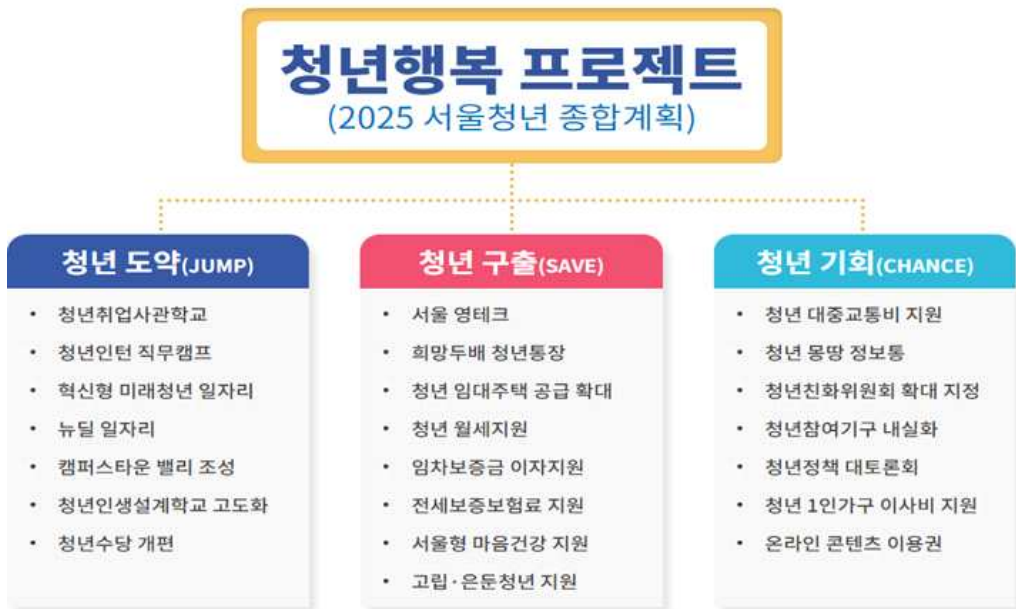 청년행복 프로젝트
(2025 서울청년 종합계획)
청년 도약(JUMP)
• 청년취업사관학교
• 청년인턴 직무캠프
• 혁신형 미래청년 일자리
• 뉴딜 일자리
• 캠퍼스타운 밸리 조성
• 청년인생설계학교 고도화
• 청년수당 개편
청년 구출(SAVE)
• 서울 영테크
• 희망두배 청년통장
• 청년 임대주택 공급 확대
• 청년 월세지원
• 임차보증금 이자지원
• 전세보증보험료 지원
• 서울형 마음건강 지원
• 고립·은둔청년 지원
청년 기회(CHANCE)
• 청년 대중교통비 지원
• 청년 몽땅 정보통
• 청년친화위원회 확대 지정
• 청년참여기구 내실화
• 청년정책 대토론회
• 청년 1인가구 이사비 지원
• 온라인 콘텐츠 이용권